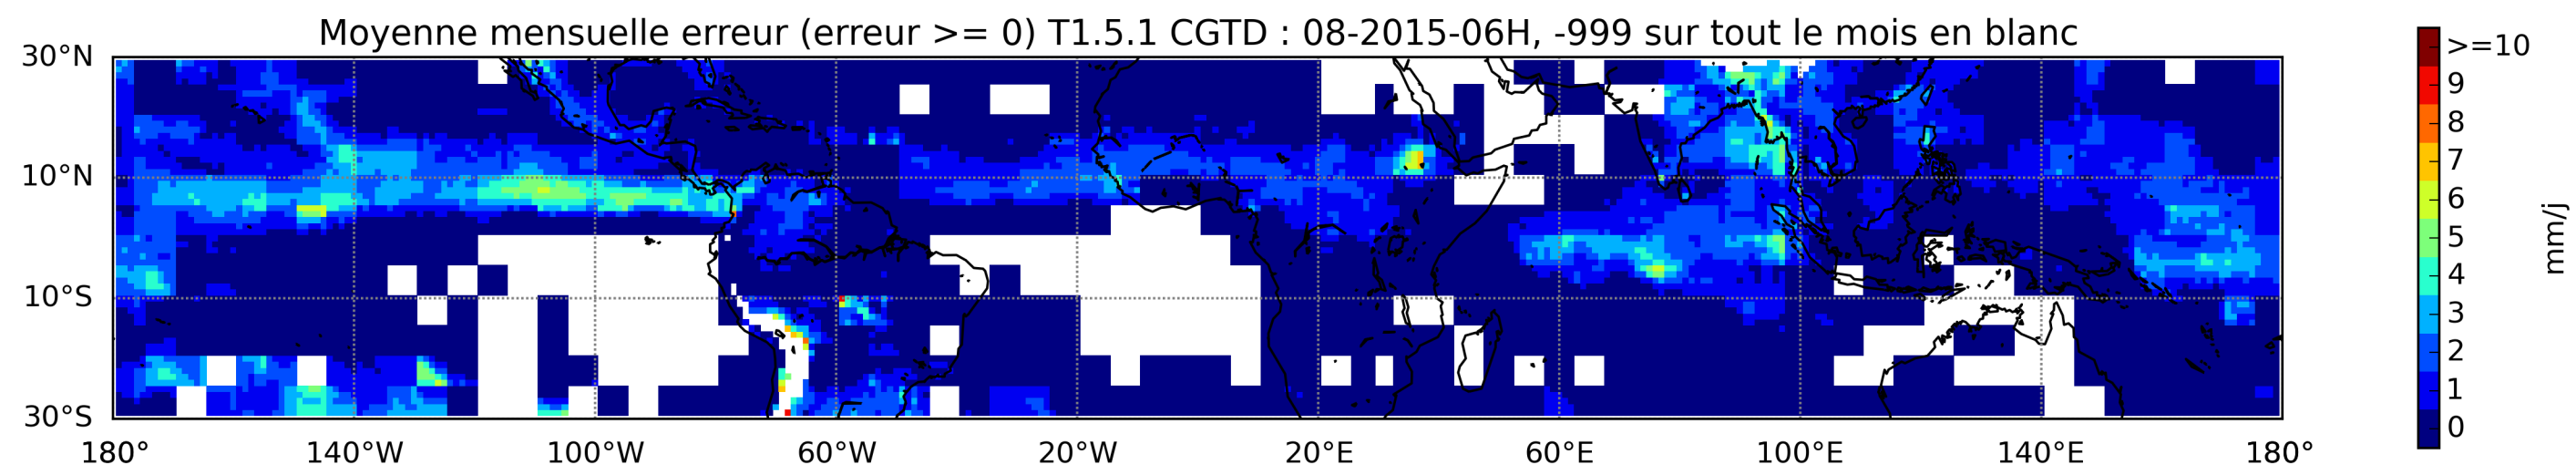 Moyenne mensuelle erreur (erreur >= 0) T1.5.1 CGTD : 08-2015-06H, -999 sur tout le mois en blanc
30°N
10°N
10°S
30°S
180°
140°W
100°W
60°W
20°W
20°E
60°E
100°E
140°E
180°
>=10
9
8
7
6
5
4
3
2
1
0
mm/j